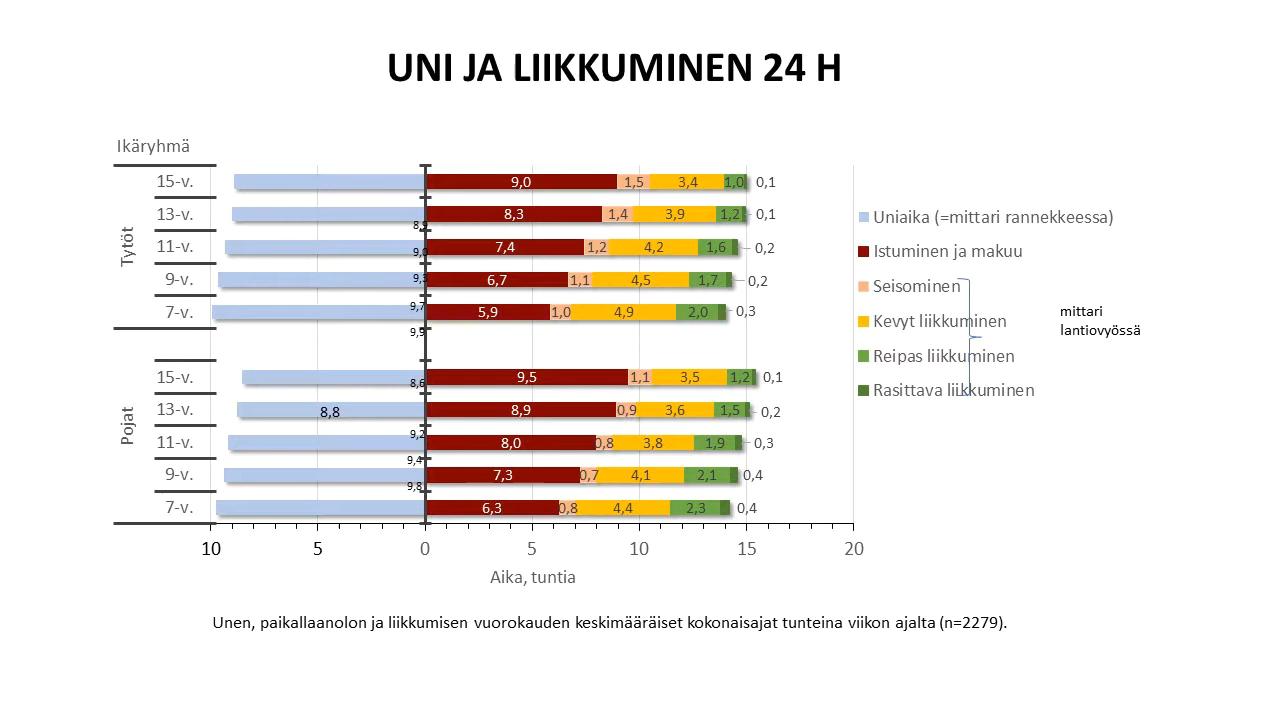 UNI JA LIIKKUMINEN 24 H
Ikäryhmä
Tytöt
15-v. 9,0 1,5 3,4 1,0 0,1
13-v. 8,3 1,4 3,9 1,2 0,1
8,9
11-v. 9,0 7,4 1,2 4,2 1,6 0,2
9-v. 9,3 6,7 1,1 4,5 1,7 0,2
7-v. 9,7 5,9 1,0 4,9 2,0 0,3
9,9
Pojat
15-v. 8,6 9,5 1,1 3,5 1,2 0,1
13-v. 8,8 8,9 0,9 3,6 1,5 0,2
11-v. 9,2 8,0 0,8 3,8 1,9 0,3
9,4
9-v. 7,3 0,7 4,1 2,1 0,4
9,8
7-v. 6,3 0,8 4,4 2,3 0,4
10 5 0 5 10 15 20
Aika, tuntia
Uniaika (=mittari rannekkeessa)
Istuminen ja makuu
Seisominen
Kevyt liikkuminen
Reipas liikkuminen
Rasittava liikkuminen
mittari
lantiovyössä
Unen, paikallaanolon ja liikkumisen vuorokauden keskimääräiset kokonaisajat tunteina viikon ajalta (n=2279).